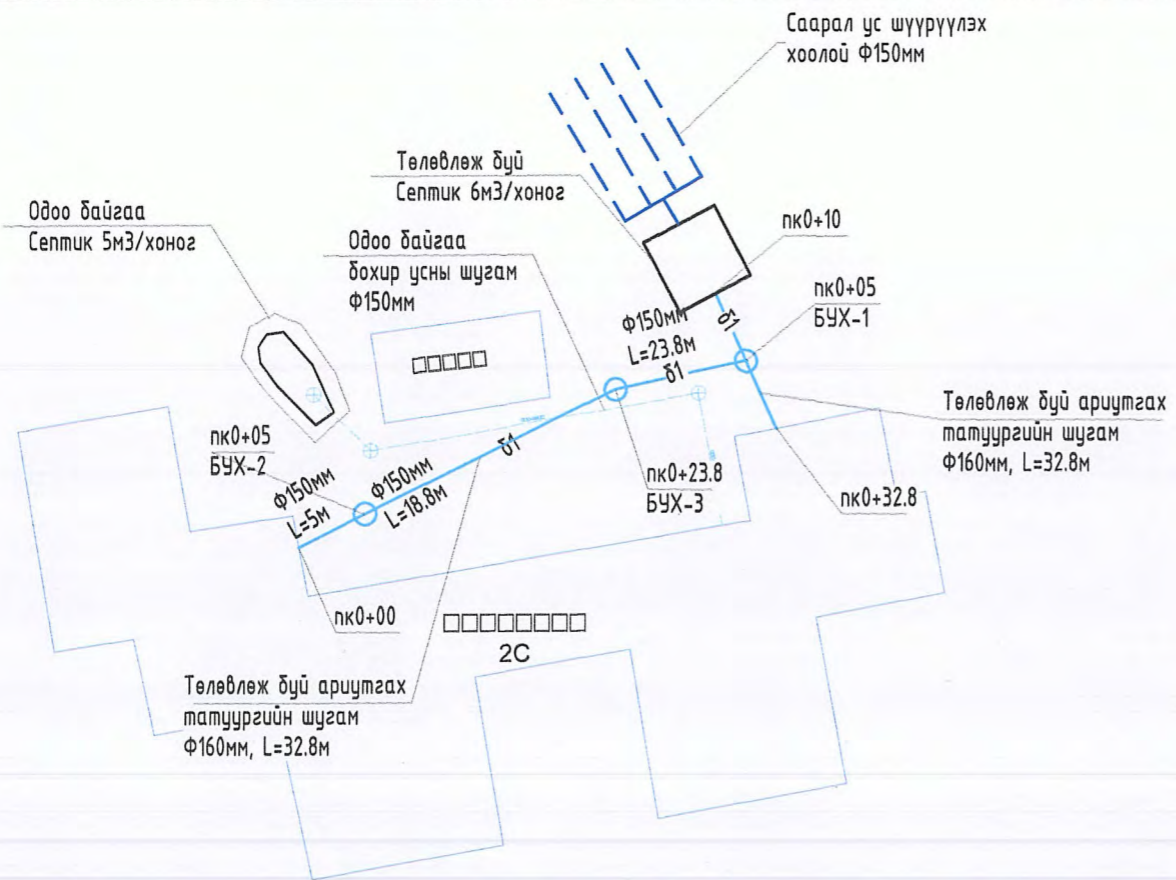 Саарал ус шүүрүүлэх
хоолой Ф150мм
Төлөвлөж буй
Септик 6м3/хоног
Одоо байгаа
Септик 5м3/хоног
Одоо байгаа
бохир усны шугам
Ф150мм
пк0+10
пк0+05
БУХ-1
Ф150мм
L=23.8м
б1
б1
Төлөвлөж буй ариутгах
татуургийн шугам
Ф160мм, L=32.8м
пк0+05
БУХ-2
Ф150мм
L=5м
Ф150мм
L=18.8м
б1
пк0+23.8
БУХ-3
пк0+32.8
пк0+00
□□□□□
□□□□□□□□
2С
Төлөвлөж буй ариутгах
татуургийн шугам
Ф160мм, L=32.8м